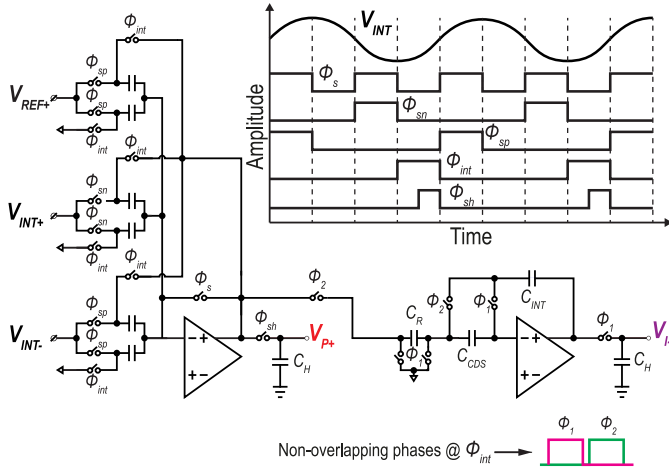 V_INT
Amplitude
Φ_s
Φ_sn
Φ_sp
Φ_int
Φ_sh
Time
Φ_int
V_REF+
Φ_sp
Φ_sp
Φ_int
Φ_int
V_INT+
Φ_sn
Φ_sn
Φ_int
Φ_int
V_INT-
Φ_sp
Φ_sp
Φ_int
Φ_s
Φ_2
Φ_sh
V_P+
C_H
C_R
Φ_1
Φ_2
Φ_1
C_CDS
C_INT
Φ_1
V_I-
C_H
- +
+ -
- +
+ -
Non-overlapping phases @ Φ_int
Φ_1 Φ_2